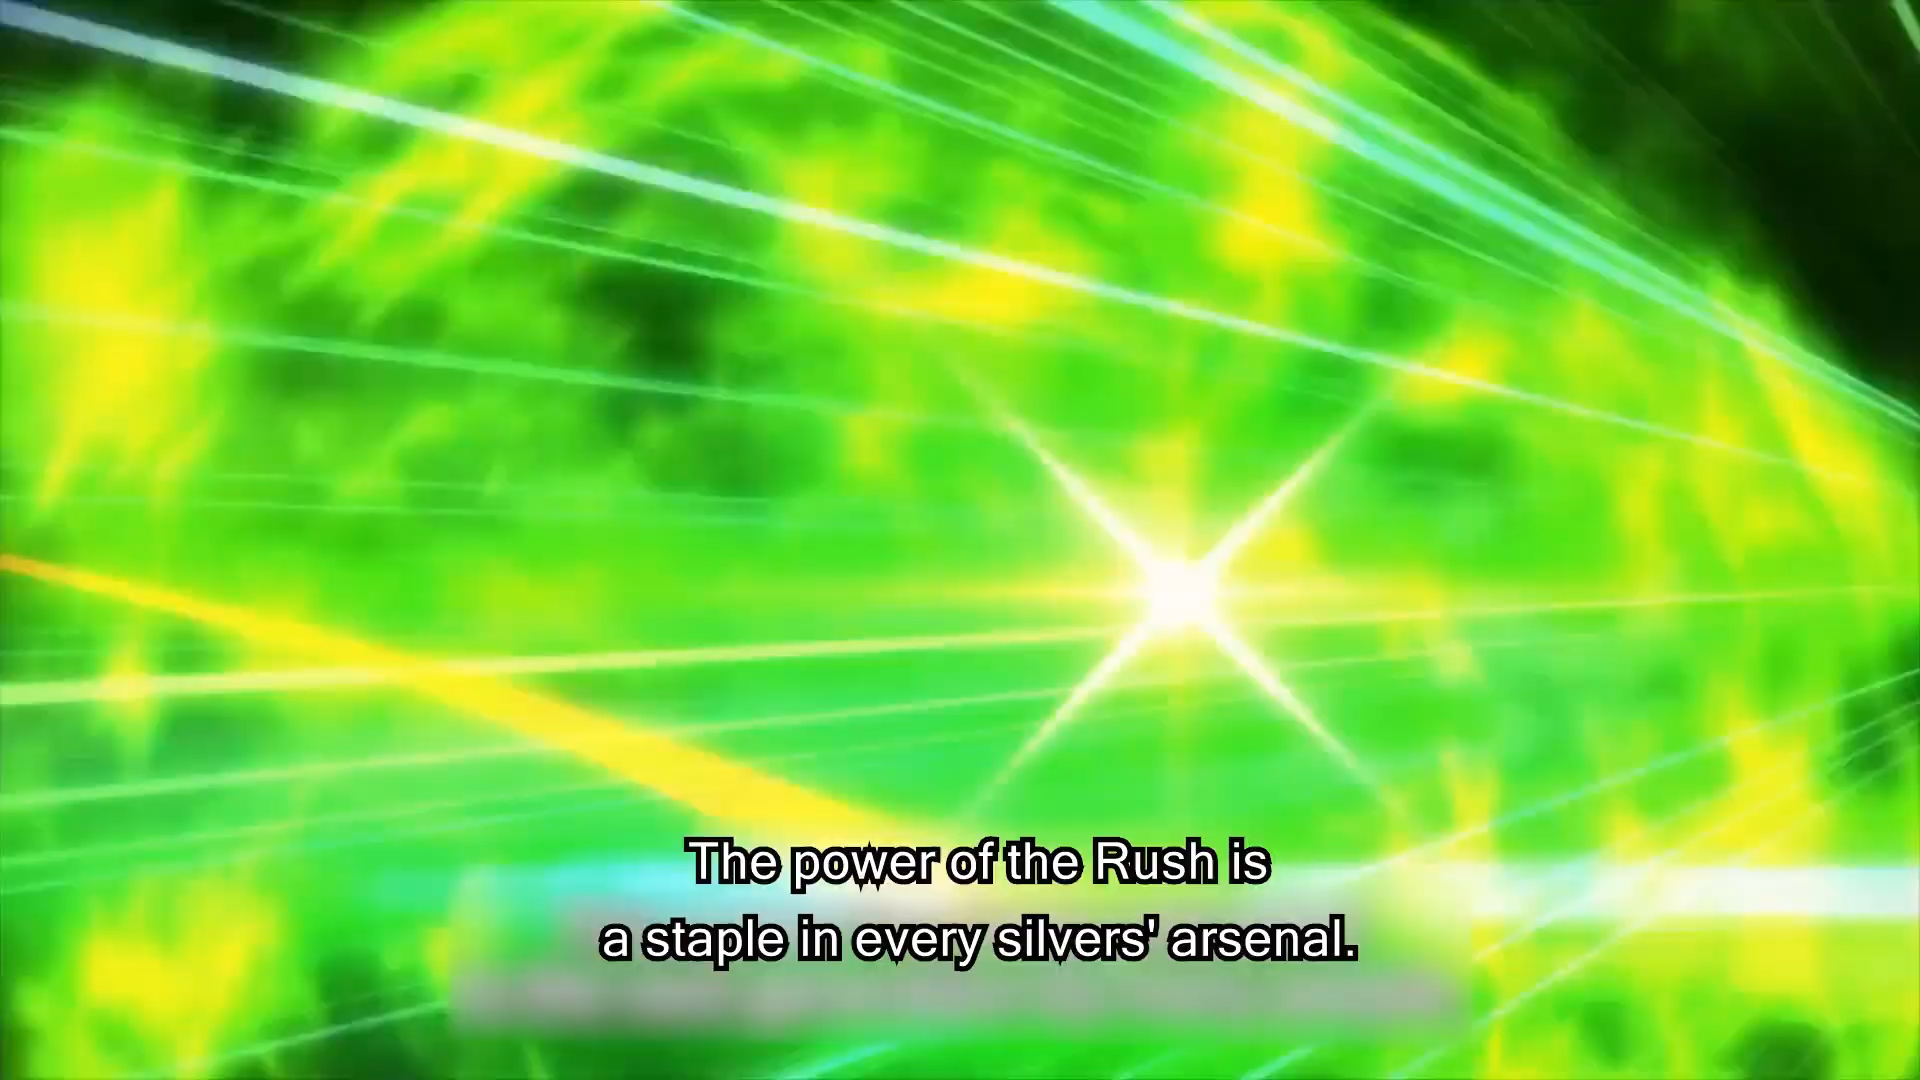 The power of the Rush is
a staple in every silvers' arsenal.